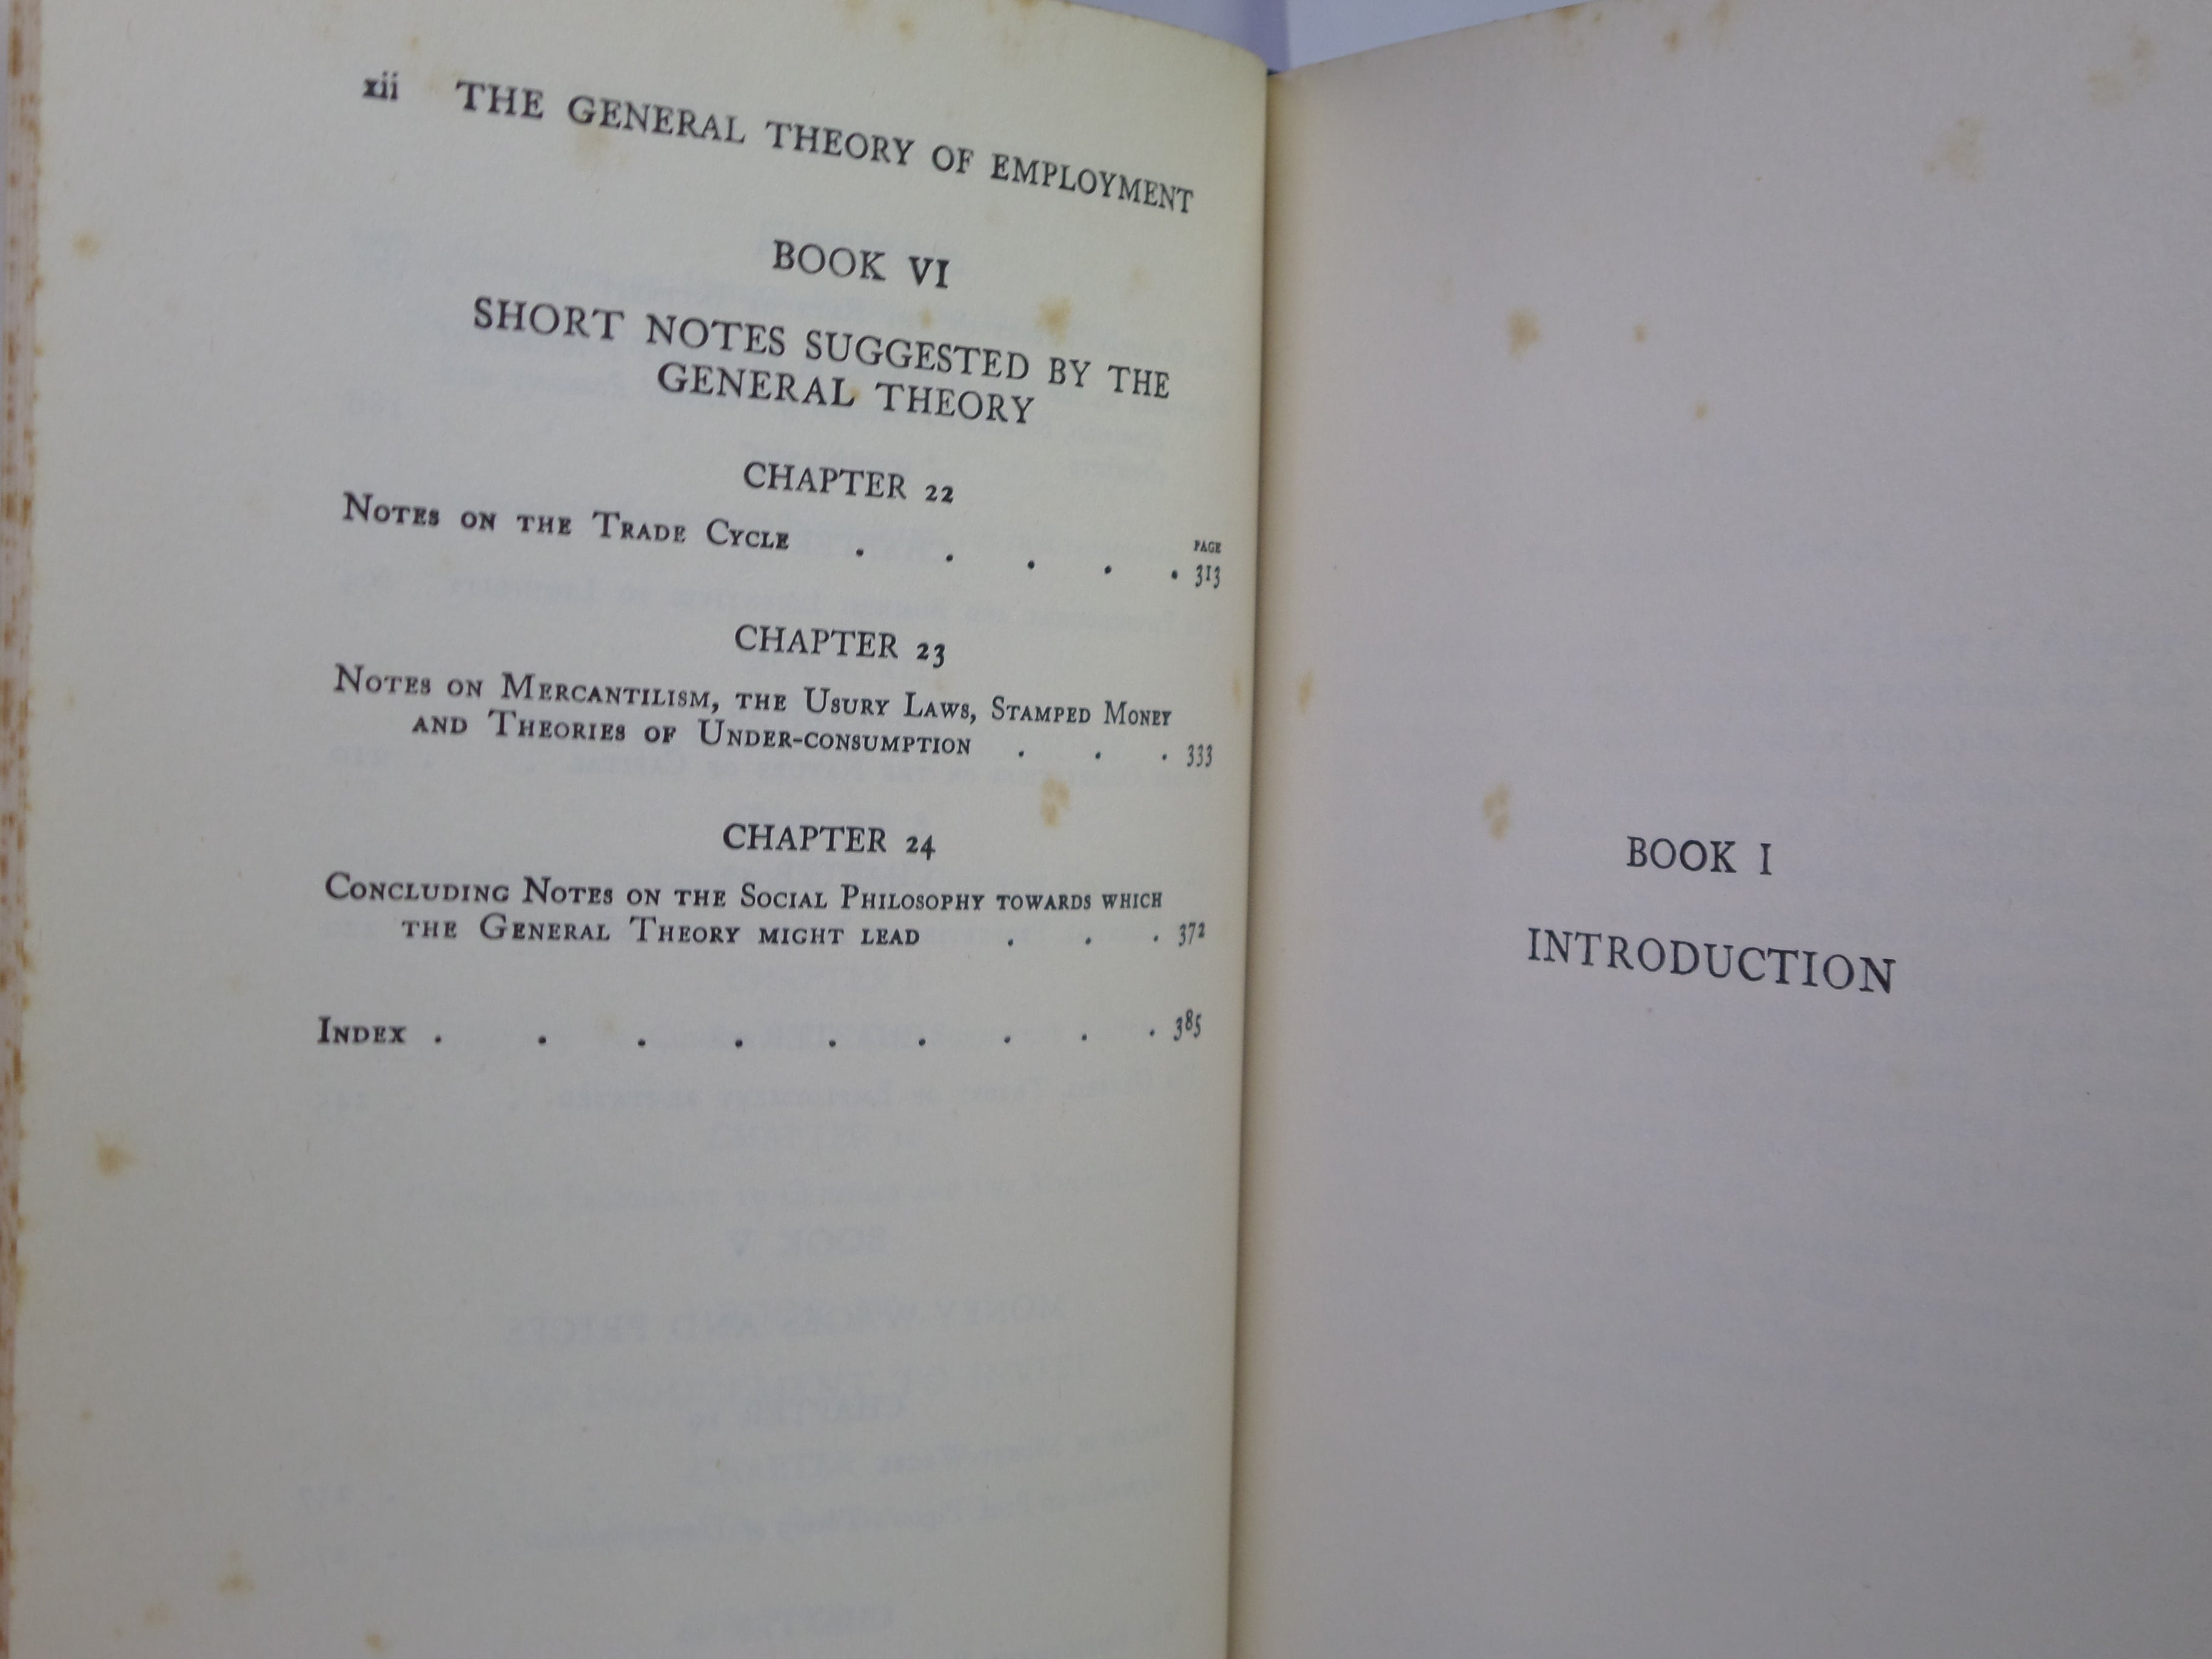 xii THE GENERAL THEORY OF EMPLOYMENT
BOOK VI
SHORT NOTES SUGGESTED BY THE
GENERAL THEORY
CHAPTER 22
PAGE
NOTES ON THE TRADE CYCLE . . . . . 313
CHAPTER 23
NOTES ON MERCANTILISM, THE USURY LAWS, STAMPED MONEY
AND THEORIES OF UNDER-CONSUMPTION . . . 333
CHAPTER 24
CONCLUDING NOTES ON THE SOCIAL PHILOSOPHY TOWARDS WHICH
THE GENERAL THEORY MIGHT LEAD . . . 372
INDEX . . . . . . . . . 385
BOOK I
INTRODUCTION